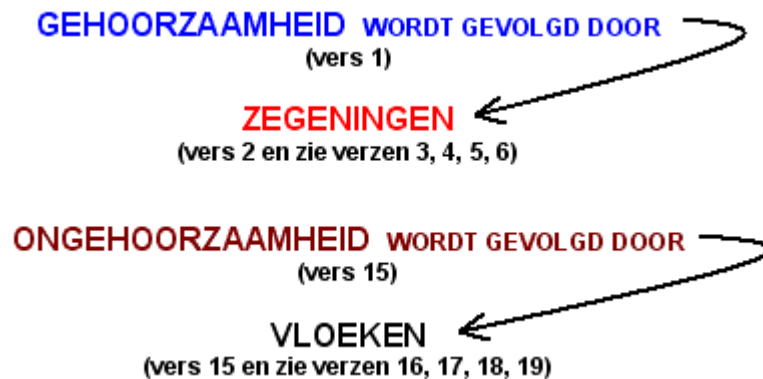 GEHOORZAAMHEID WORDT GEVOLGD DOOR
(vers 1)
ZEGENINGEN
(vers 2 en zie verzen 3, 4, 5, 6)
ONGEHOORZAAMHEID WORDT GEVOLGD DOOR
(vers 15)
VLOEKEN
(vers 15 en zie verzen 16, 17, 18, 19)